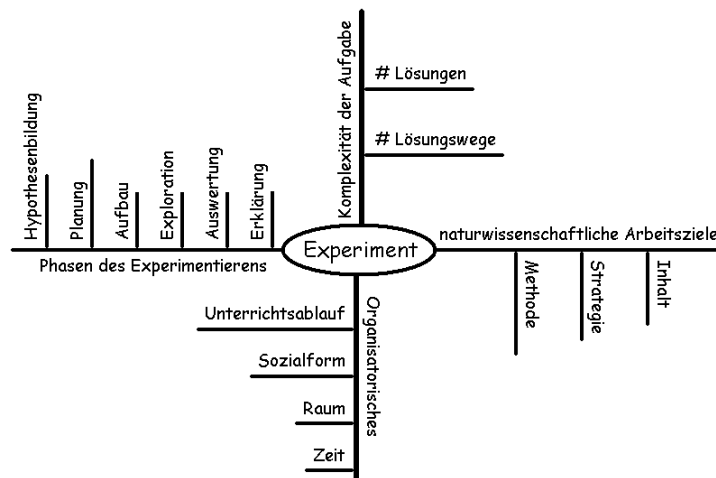 Komplexität der Aufgabe
# Lösungen
# Lösungswege
Hypothesenbildung
Planung
Aufbau
Exploration
Auswertung
Erklärung
Phasen des Experimentierens
Experiment
naturwissenschaftliche Arbeitsziele
Methode
Strategie
Inhalt
Organisatorisches
Unterrichtsablauf
Sozialform
Raum
Zeit